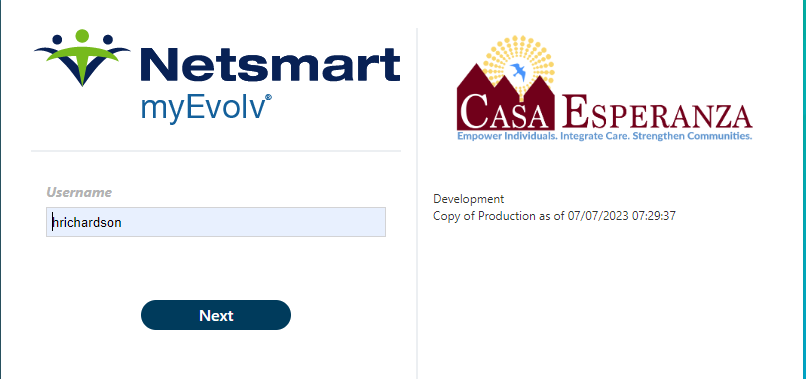 Netsmart
myEvolv®
CASA ESPERANZA
Empower Individuals. Integrate Care. Strengthen Communities.
Username
hrichardson
Next
Development
Copy of Production as of 07/07/2023 07:29:37